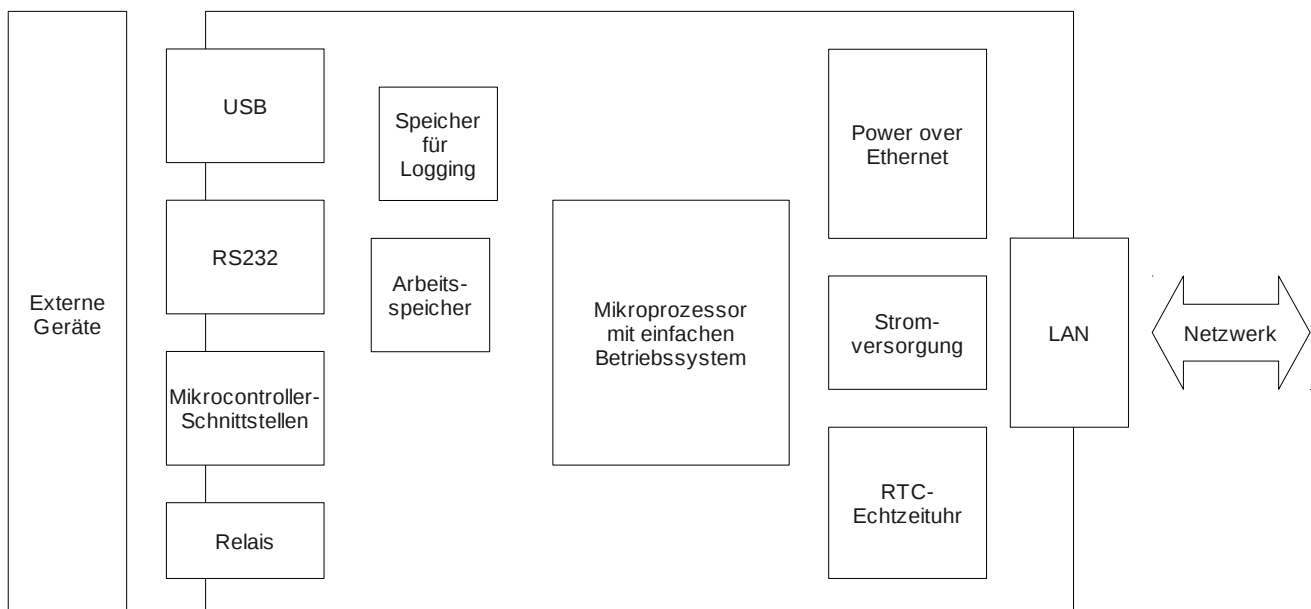 Externe
Geräte
USB
RS232
Mikrocontroller-
Schnittstellen
Relais
Speicher
für
Logging
Arbeits-
speicher
Mikroprozessor
mit einfachen
Betriebssystem
Power over
Ethernet
Strom-
versorgung
RTC-
Echtzeituhr
LAN
Netzwerk